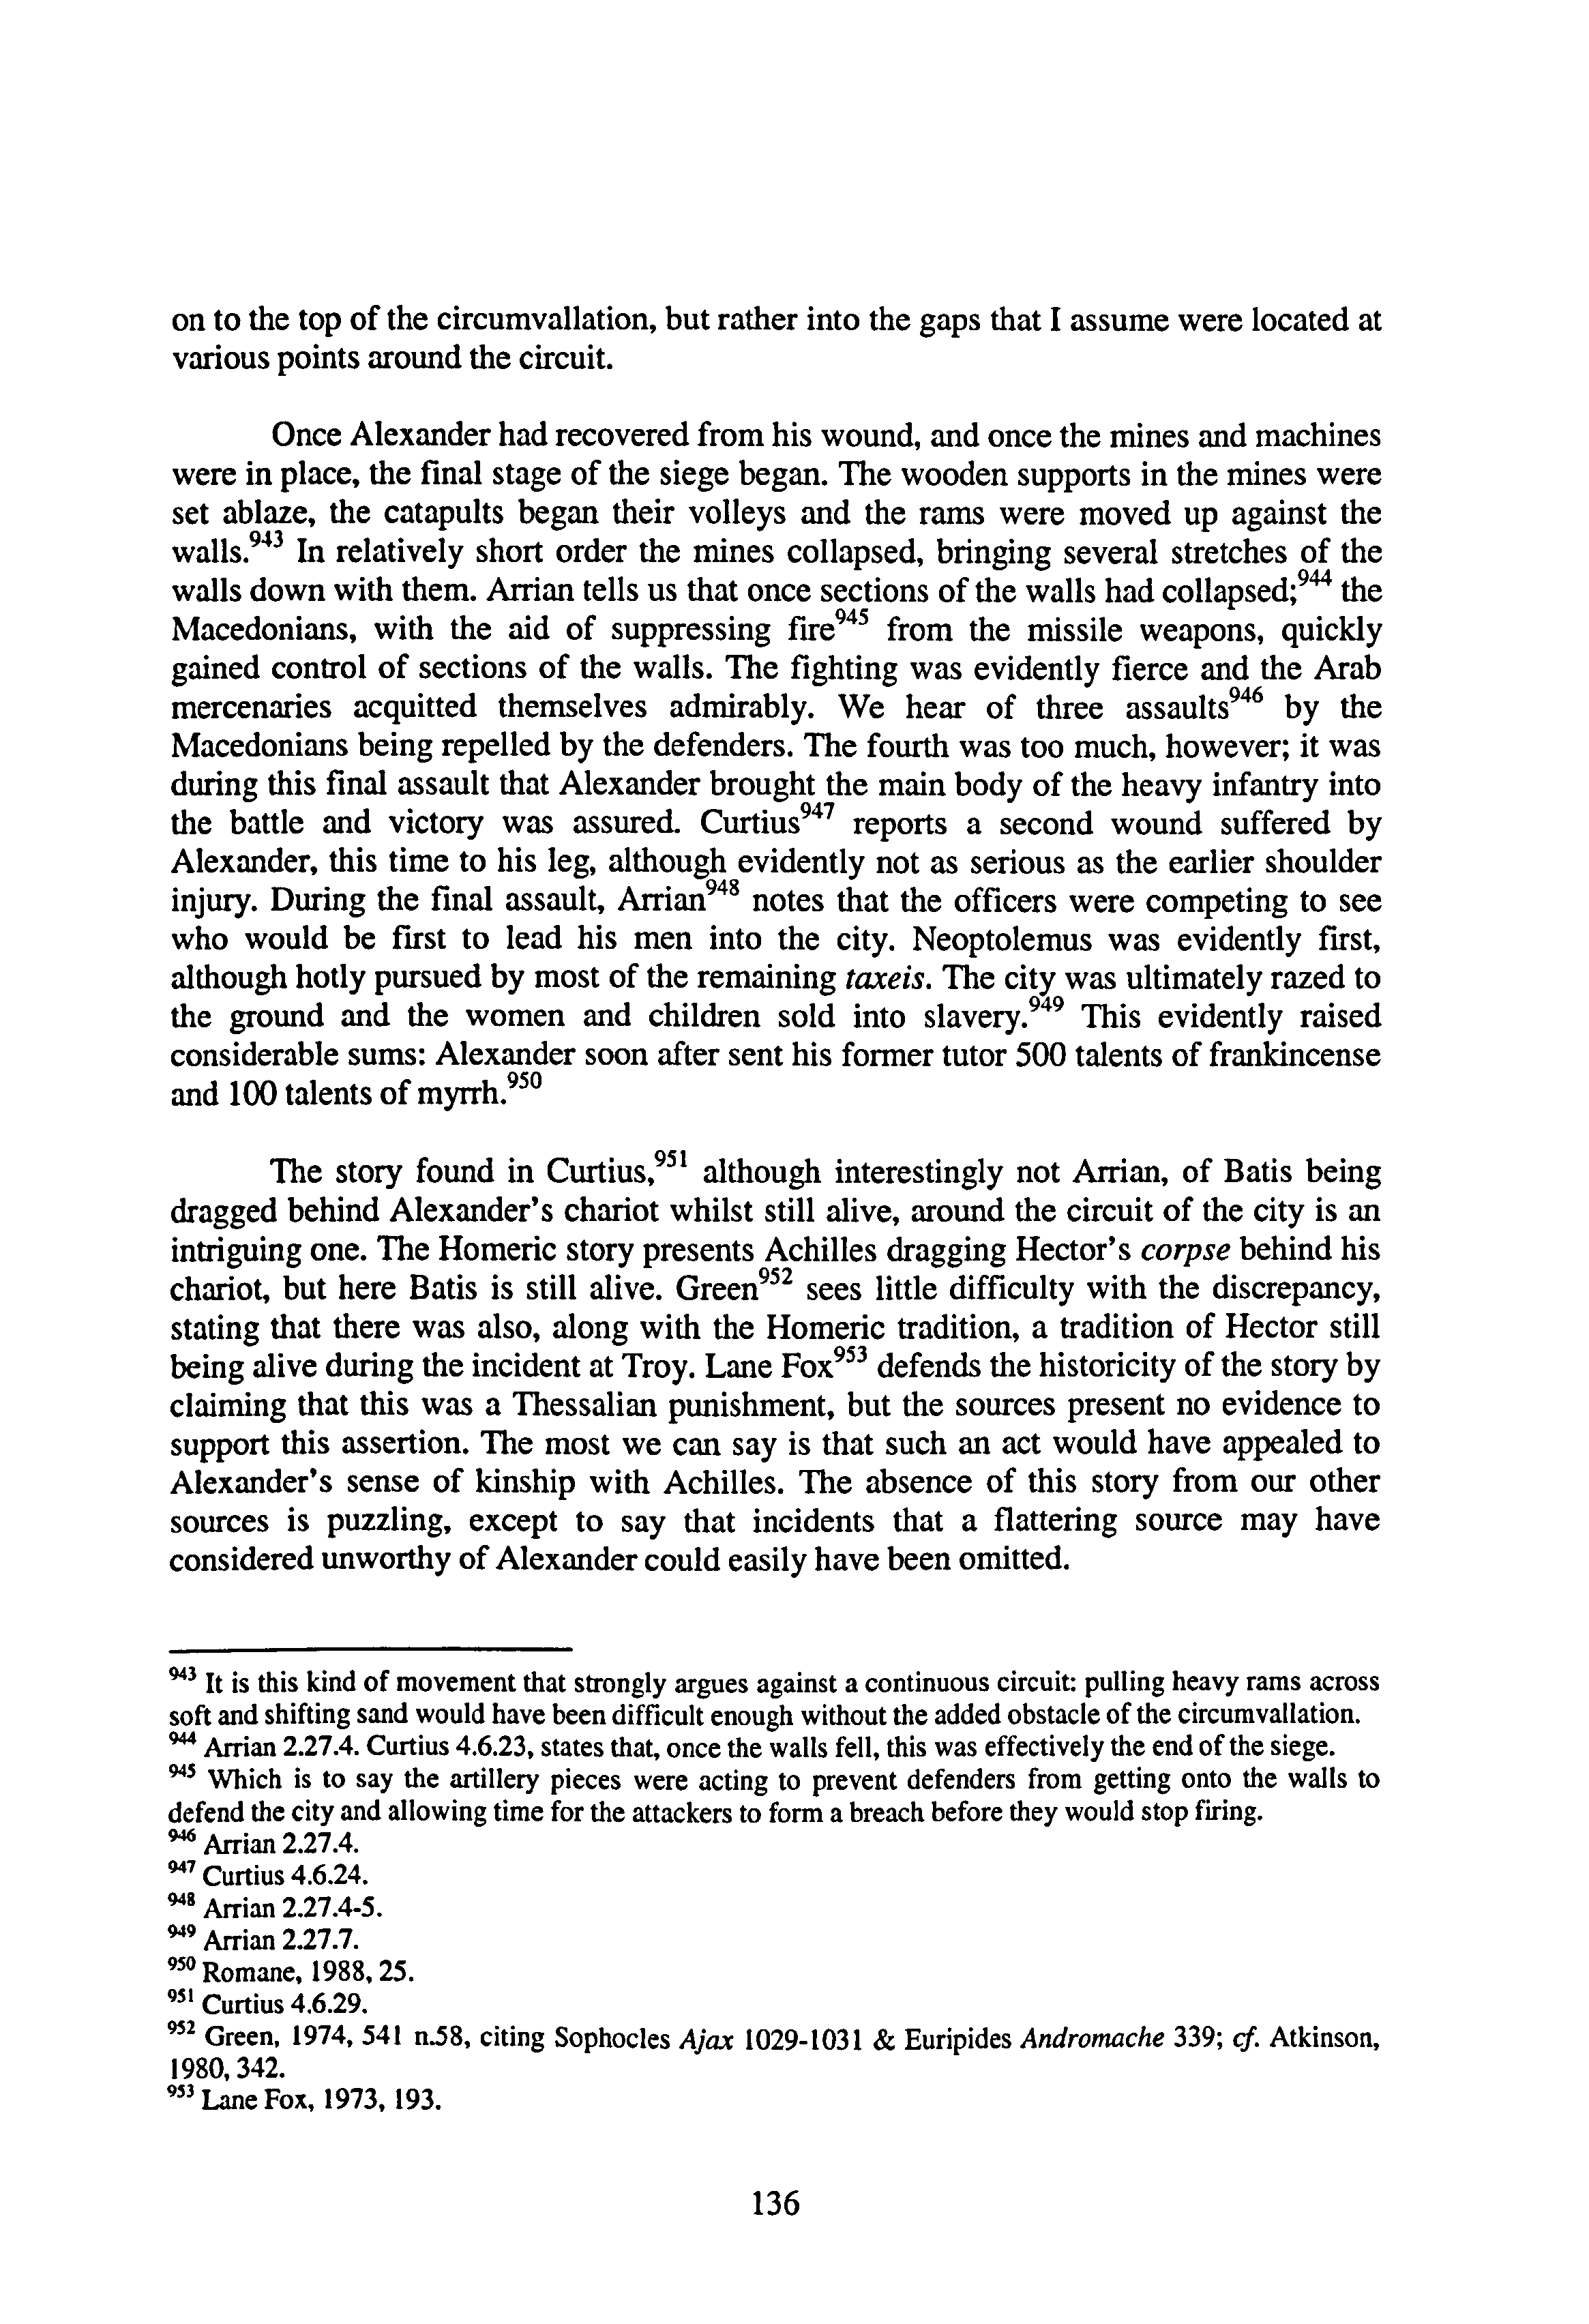 on to the top of the circumvallation, but rather into the gaps that I assume were located at
various points around the circuit.
Once Alexander had recovered from his wound, and once the mines and machines
were in place, the final stage of the siege began. The wooden supports in the mines were
set ablaze, the catapults began their volleys and the rams were moved up against the
walls.943 In relatively short order the mines collapsed, bringing several stretches of the
walls down with them. Arrian tells us that once sections of the walls had collapsed;944 the
Macedonians, with the aid of suppressing fire945 from the missile weapons, quickly
gained control of sections of the walls. The fighting was evidently fierce and the Arab
mercenaries acquitted themselves admirably. We hear of three assaults946 by the
Macedonians being repelled by the defenders. The fourth was too much, however; it was
during this final assault that Alexander brought the main body of the heavy infantry into
the battle and victory was assured. Curtius947 reports a second wound suffered by
Alexander, this time to his leg, although evidently not as serious as the earlier shoulder
injury. During the final assault, Arrian948 notes that the officers were competing to see
who would be first to lead his men into the city. Neoptolemus was evidently first,
although hotly pursued by most of the remaining taxeis. The city was ultimately razed to
the ground and the women and children sold into slavery.949 This evidently raised
considerable sums: Alexander soon after sent his former tutor 500 talents of frankincense
and 100 talents of myrrh.950
The story found in Curtius,951 although interestingly not Arrian, of Batis being
dragged behind Alexander's chariot whilst still alive, around the circuit of the city is an
intriguing one. The Homeric story presents Achilles dragging Hector's corpse behind his
chariot, but here Batis is still alive. Green952 sees little difficulty with the discrepancy,
stating that there was also, along with the Homeric tradition, a tradition of Hector still
being alive during the incident at Troy. Lane Fox953 defends the historicity of the story by
claiming that this was a Thessalian punishment, but the sources present no evidence to
support this assertion. The most we can say is that such an act would have appealed to
Alexander's sense of kinship with Achilles. The absence of this story from our other
sources is puzzling, except to say that incidents that a flattering source may have
considered unworthy of Alexander could easily have been omitted.
943 It is this kind of movement that strongly argues against a continuous circuit: pulling heavy rams across
soft and shifting sand would have been difficult enough without the added obstacle of the circumvallation.
944 Arrian 2.27.4. Curtius 4.6.23, states that, once the walls fell, this was effectively the end of the siege.
945 Which is to say the artillery pieces were acting to prevent defenders from getting onto the walls to
defend the city and allowing time for the attackers to form a breach before they would stop firing.
946 Arrian 2.27.4.
947 Curtius 4.6.24.
948 Arrian 2.27.4-5.
949 Arrian 2.27.7.
950 Romane, 1988, 25.
951 Curtius 4.6.29.
952 Green, 1974, 541 n.58, citing Sophocles Ajax 1029-1031 & Euripides Andromache 339; cf. Atkinson,
1980, 342.
953 Lane Fox, 1973, 193.
136